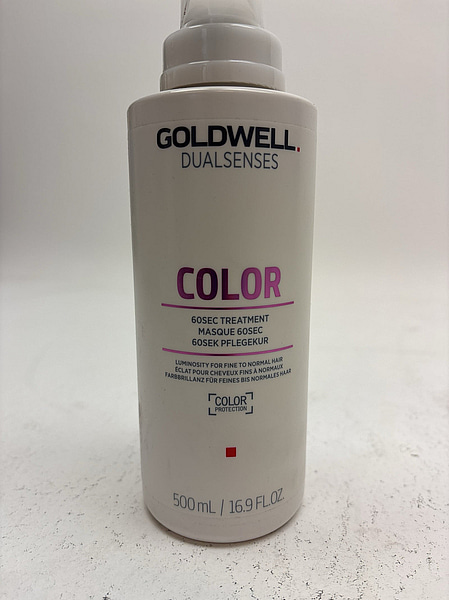 GOLDWELL.
DUALSENSES
COLOR
60SEC TREATMENT
MASQUE 60SEC
60SEK PFLEGEKUR
LUMINOSITY FOR FINE TO NORMAL HAIR
ÉCLAT POUR CHEVEUX FINS À NORMAUX
FARBBRILLANZ FÜR FEINES BIS NORMALES HAAR
COLOR
PROTECTION
500 mL / 16.9 FL.OZ.